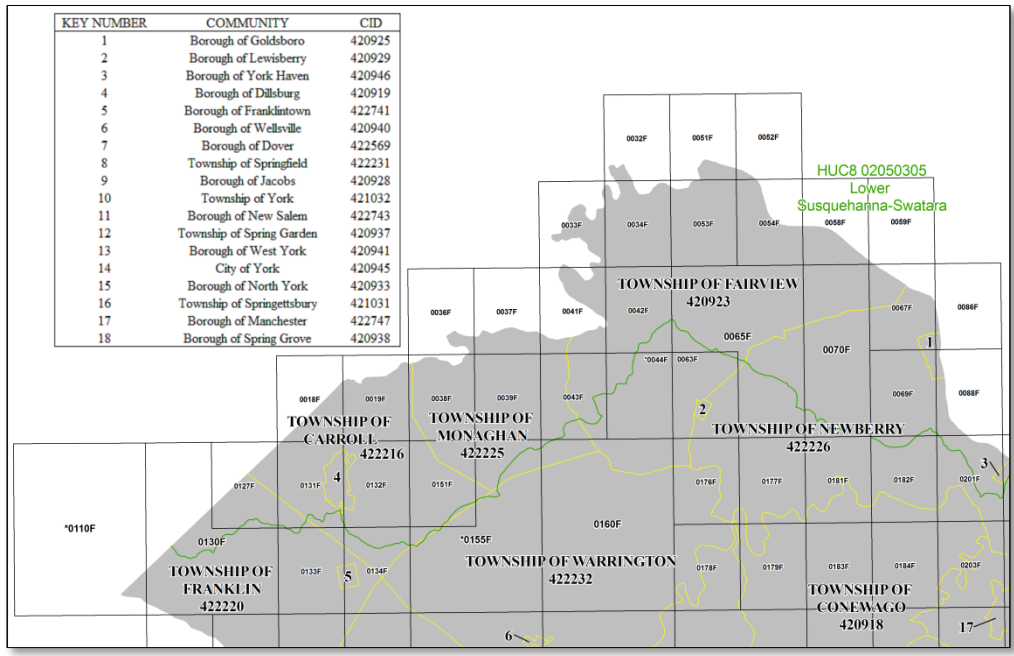 KEY NUMBER COMMUNITY CID
1 Borough of Goldsboro 420925
2 Borough of Lewisberry 420929
3 Borough of York Haven 420946
4 Borough of Dillsburg 420919
5 Borough of Franklintown 422741
6 Borough of Wellsville 420940
7 Borough of Dover 422569
8 Township of Springfield 422231
9 Borough of Jacobs 420928
10 Township of York 421032
11 Borough of New Salem 422743
12 Township of Spring Garden 420937
13 Borough of West York 420941
14 City of York 420945
15 Borough of North York 420933
16 Township of Springettsbury 421031
17 Borough of Manchester 422747
18 Borough of Spring Grove 420938
0032F 0051F 0052F
HUC8 02050305
Lower
Susquehanna-Swatara
0033F 0034F 0053F 0054F 0058F 0059F
TOWNSHIP OF FAIRVIEW
420923
0036F 0037F 0041F 0042F 0067F 0086F
0065F
0070F
1
*0044F 0063F
0018F 0019F 0038F 0039F 0043F 0069F 0088F
2
TOWNSHIP OF
CARROLL
422216
TOWNSHIP OF
MONAGHAN
422225
TOWNSHIP OF NEWBERRY
422226
3
4
0127F 0131F 0132F 0151F 0176F 0177F 0181F 0182F 0201F
*0110F
0130F
*0155F
0160F
TOWNSHIP OF
FRANKLIN
422220
0133F
5
0134F
TOWNSHIP OF WARRINGTON
422232
0178F 0179F 0183F 0184F 0203F
TOWNSHIP OF
CONEWAGO
420918
6
17